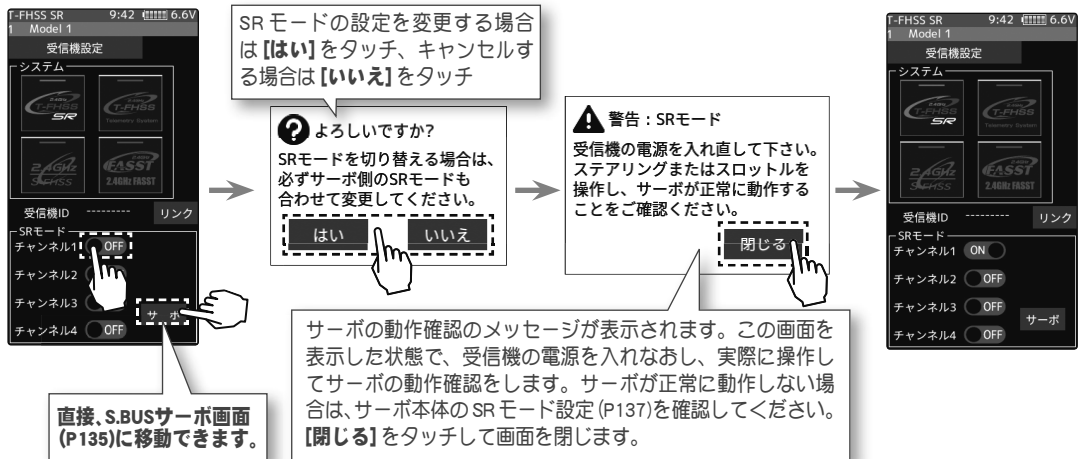 T-FHSS SR 9:42 6.6V
1 Model 1
受信機設定
システム
2.4GHz
T-FHSS
SR
T-FHSS
Telemetry System
2.4GHz
S-FHSS
FASST
2.4GHz FASST
受信機ID --------- リンク
SRモード
チャンネル1 OFF
チャンネル2
チャンネル3
サーボ
チャンネル4 OFF
直接、S.BUSサーボ画面
(P135)に移動できます。
SR モードの設定を変更する場合
は [はい] をタッチ、キャンセルす
る場合は [いいえ] をタッチ
? よろしいですか?
SRモードを切り替える場合は、
必ずサーボ側のSRモードも
合わせて変更してください。
はい いいえ
! 警告：SRモード
受信機の電源を入れ直して下さい。
ステアリングまたはスロットルを
操作し、サーボが正常に動作する
ことをご確認ください。
閉じる
サーボの動作確認のメッセージが表示されます。この画面を
表示した状態で、受信機の電源を入れなおし、実際に操作し
てサーボの動作確認をします。サーボが正常に動作しない場
合は、サーボ本体の SR モード設定 (P137)を確認してください。
[閉じる] をタッチして画面を閉じます。
T-FHSS SR 9:42 6.6V
1 Model 1
受信機設定
システム
2.4GHz
T-FHSS
SR
T-FHSS
Telemetry System
2.4GHz
S-FHSS
FASST
2.4GHz FASST
受信機ID --------- リンク
SRモード
チャンネル1 ON
チャンネル2 OFF
チャンネル3 OFF
サーボ
チャンネル4 OFF